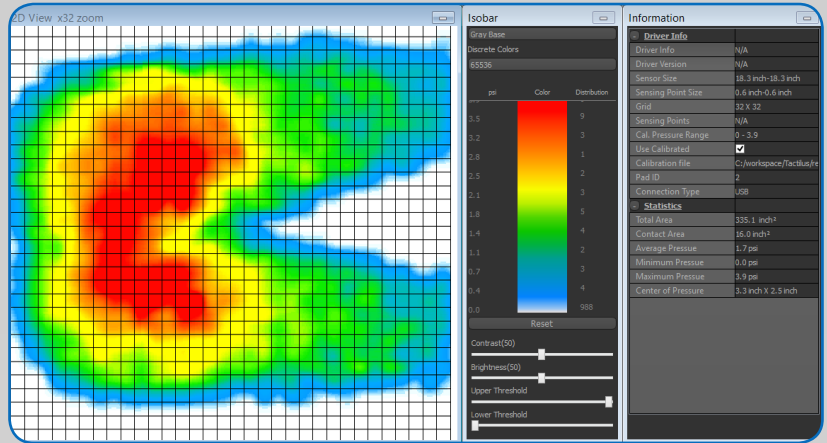 2D View x32 zoom
Isobar
Gray Base
Discrete Colors
65536
psi Color Distribution
3.5 9
3.2 3
2.8 1
2.5 2
2.1 3
1.8 5
1.4 4
1.1 2
0.7 3
0.4 4
0.0 988
Reset
Contrast(50)
Brightness(50)
Upper Threshold
Lower Threshold
Information
Driver Info
Driver Info N/A
Driver Version N/A
Sensor Size 18.3 inch-18.3 inch
Sensing Point Size 0.6 inch-0.6 inch
Grid 32 X 32
Sensing Points N/A
Cal. Pressure Range 0 - 3.9
Use Calibrated
Calibration file C:/workspace/Tactilus/re
Pad ID 2
Connection Type USB
Statistics
Total Area 335.1 inch²
Contact Area 16.0 inch²
Average Pressue 1.7 psi
Minimum Pressue 0.0 psi
Maximum Pressue 3.9 psi
Center of Pressure 3.3 inch X 2.5 inch